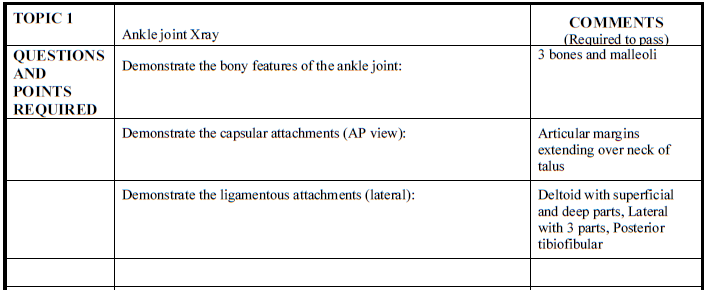 TOPIC 1
Ankle joint Xray
COMMENTS
(Required to pass)
QUESTIONS
AND
POINTS
REQUIRED
Demonstrate the bony features of the ankle joint:
3 bones and malleoli
Demonstrate the capsular attachments (AP view):
Articular margins
extending over neck of
talus
Demonstrate the ligamentous attachments (lateral):
Deltoid with superficial
and deep parts, Lateral
with 3 parts, Posterior
tibiofibular